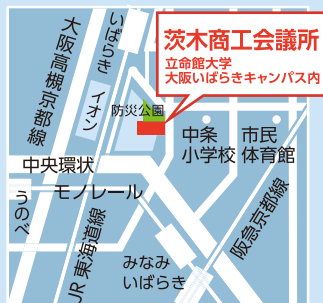 茨木商工会議所
立命館大学
大阪いばらきキャンパス内
大阪高槻京都線
いばらき
イオン
防災公園
中条
小学校
市民
体育館
中央環状
モノレール
うのべ
JR 東海道線
阪急京都線
みなみ
いばらき